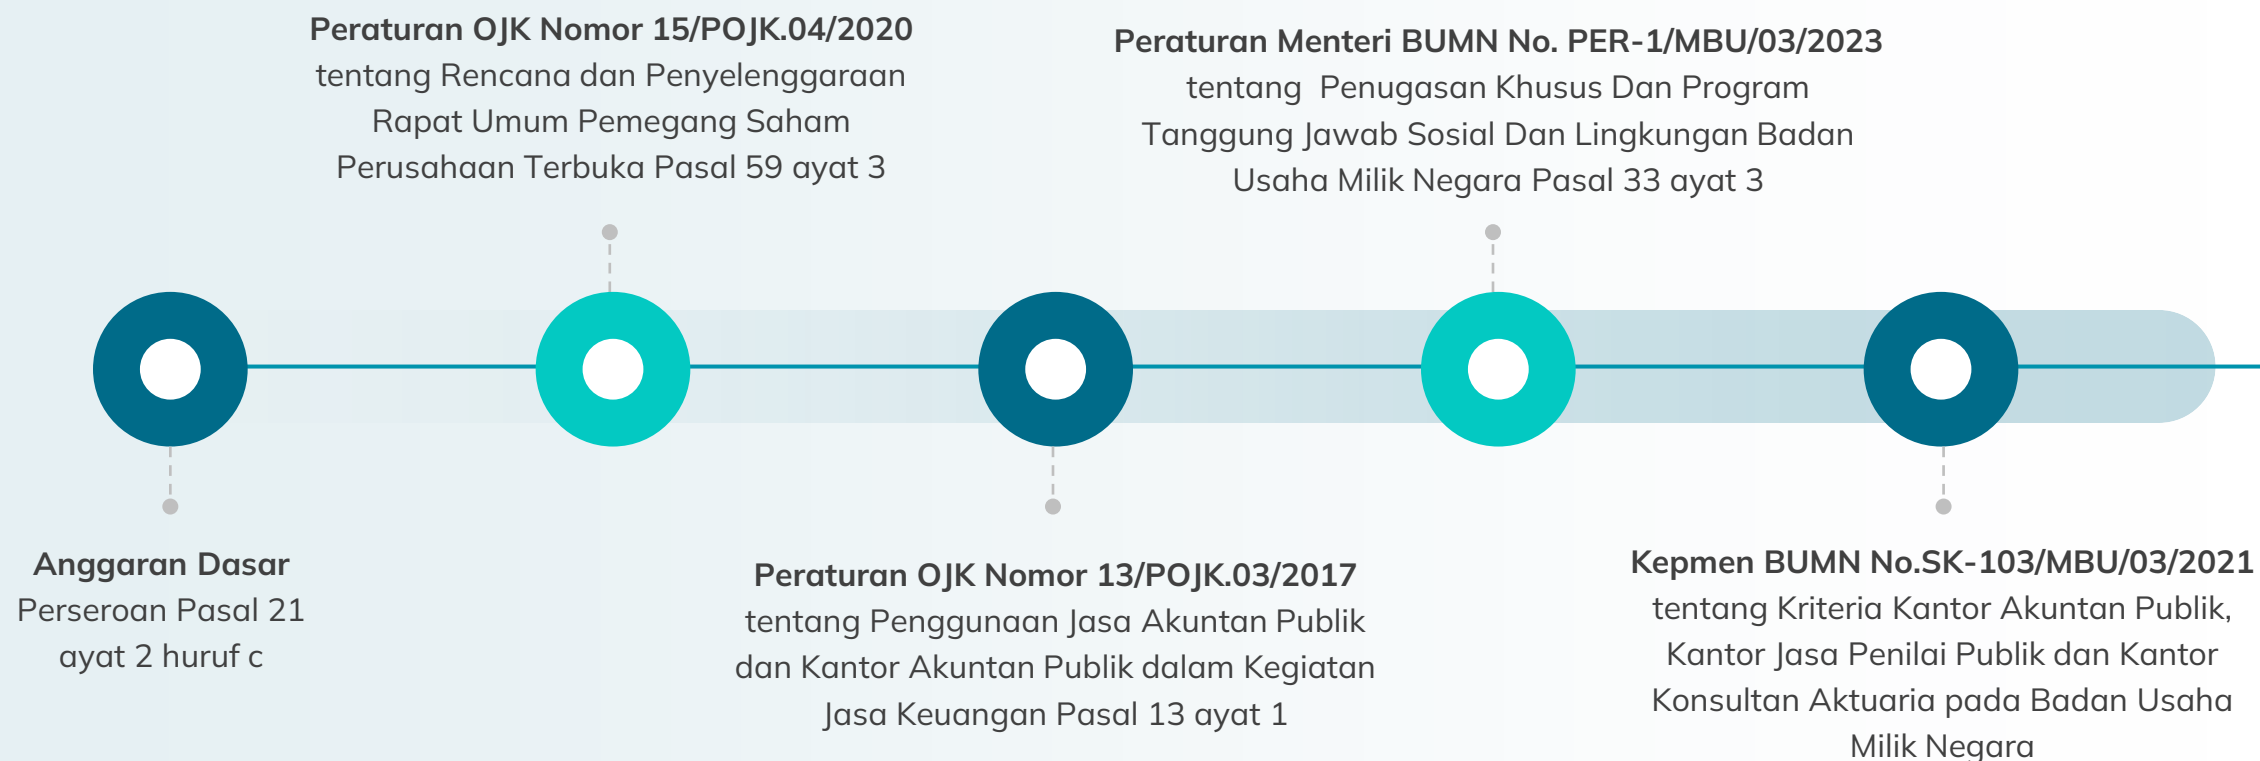 Peraturan OJK Nomor 15/POJK.04/2020
tentang Rencana dan Penyelenggaraan
Rapat Umum Pemegang Saham
Perusahaan Terbuka Pasal 59 ayat 3
Peraturan Menteri BUMN No. PER-1/MBU/03/2023
tentang  Penugasan Khusus Dan Program
Tanggung Jawab Sosial Dan Lingkungan Badan
Usaha Milik Negara Pasal 33 ayat 3
Anggaran Dasar
Perseroan Pasal 21
ayat 2 huruf c
Peraturan OJK Nomor 13/POJK.03/2017
tentang Penggunaan Jasa Akuntan Publik
dan Kantor Akuntan Publik dalam Kegiatan
Jasa Keuangan Pasal 13 ayat 1
Kepmen BUMN No.SK-103/MBU/03/2021
tentang Kriteria Kantor Akuntan Publik,
Kantor Jasa Penilai Publik dan Kantor
Konsultan Aktuaria pada Badan Usaha
Milik Negara